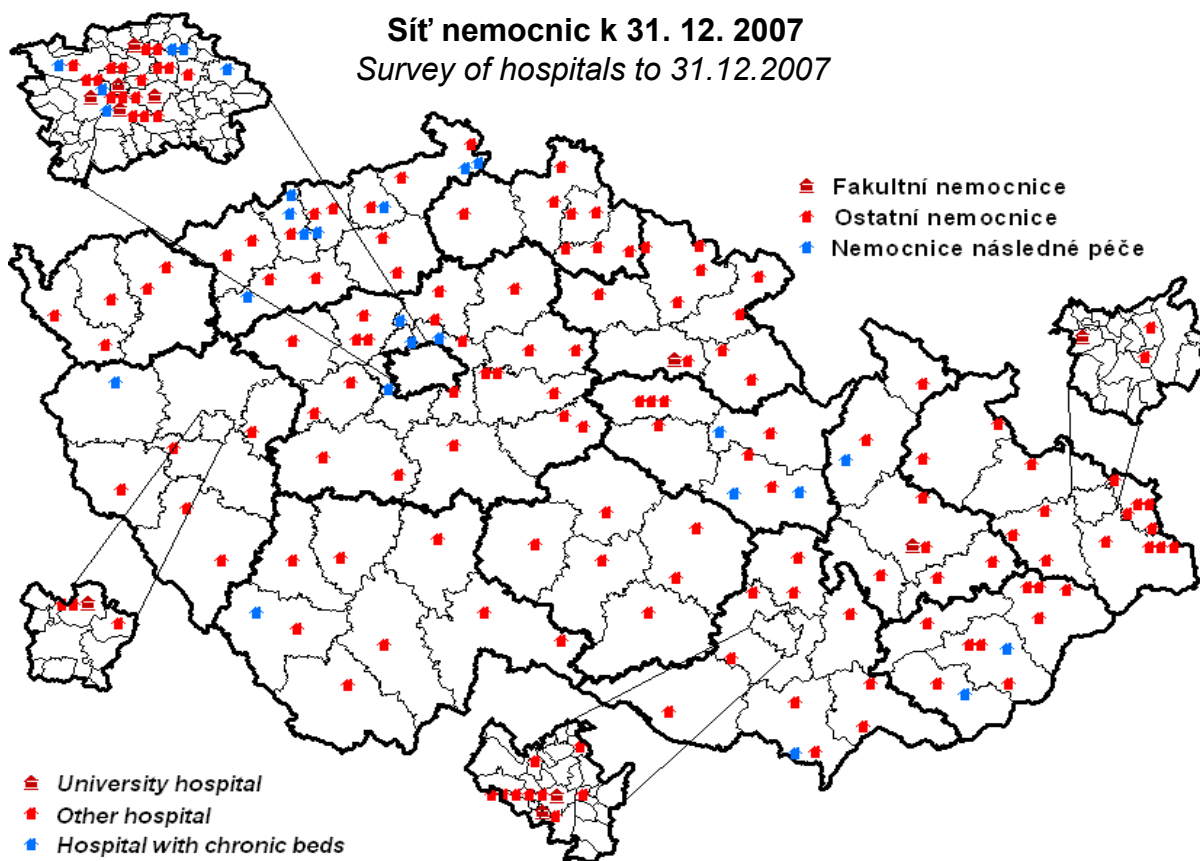 Síť nemocnic k 31. 12. 2007
Survey of hospitals to 31.12.2007
Fakultní nemocnice
Ostatní nemocnice
Nemocnice následné péče
University hospital
Other hospital
Hospital with chronic beds